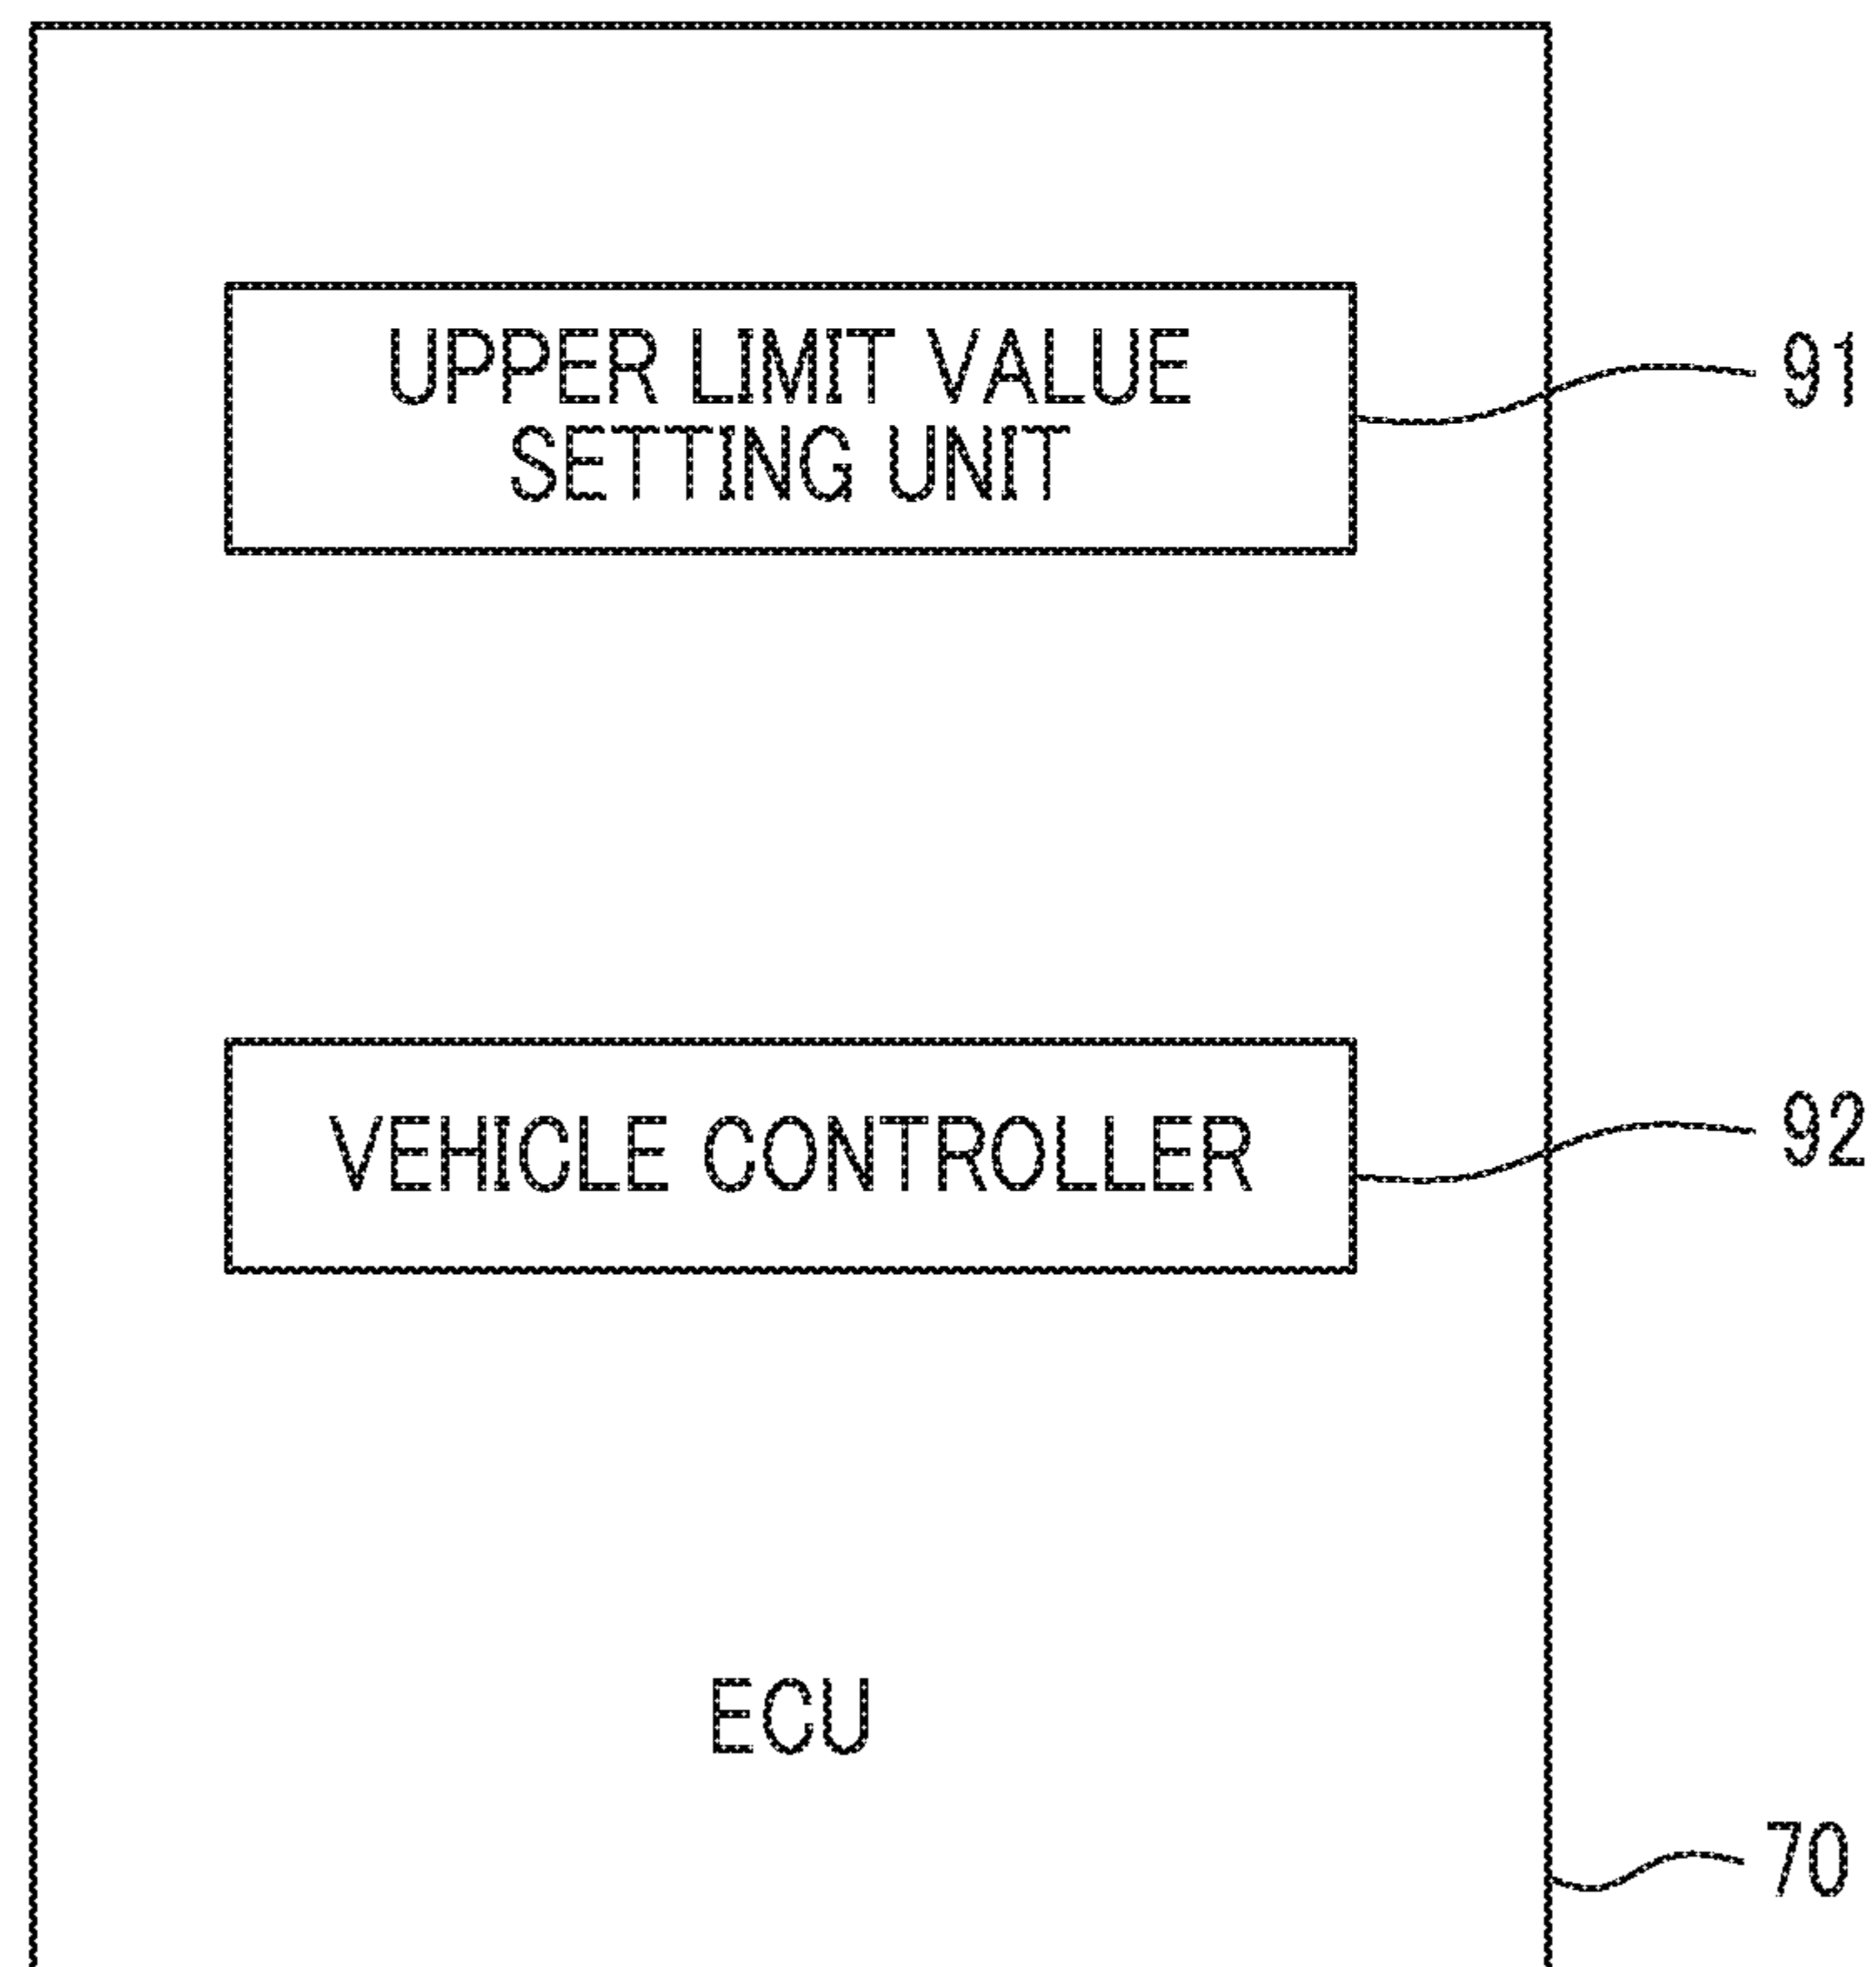 UPPER LIMIT VALUE
SETTING UNIT
91
VEHICLE CONTROLLER
92
ECU
70